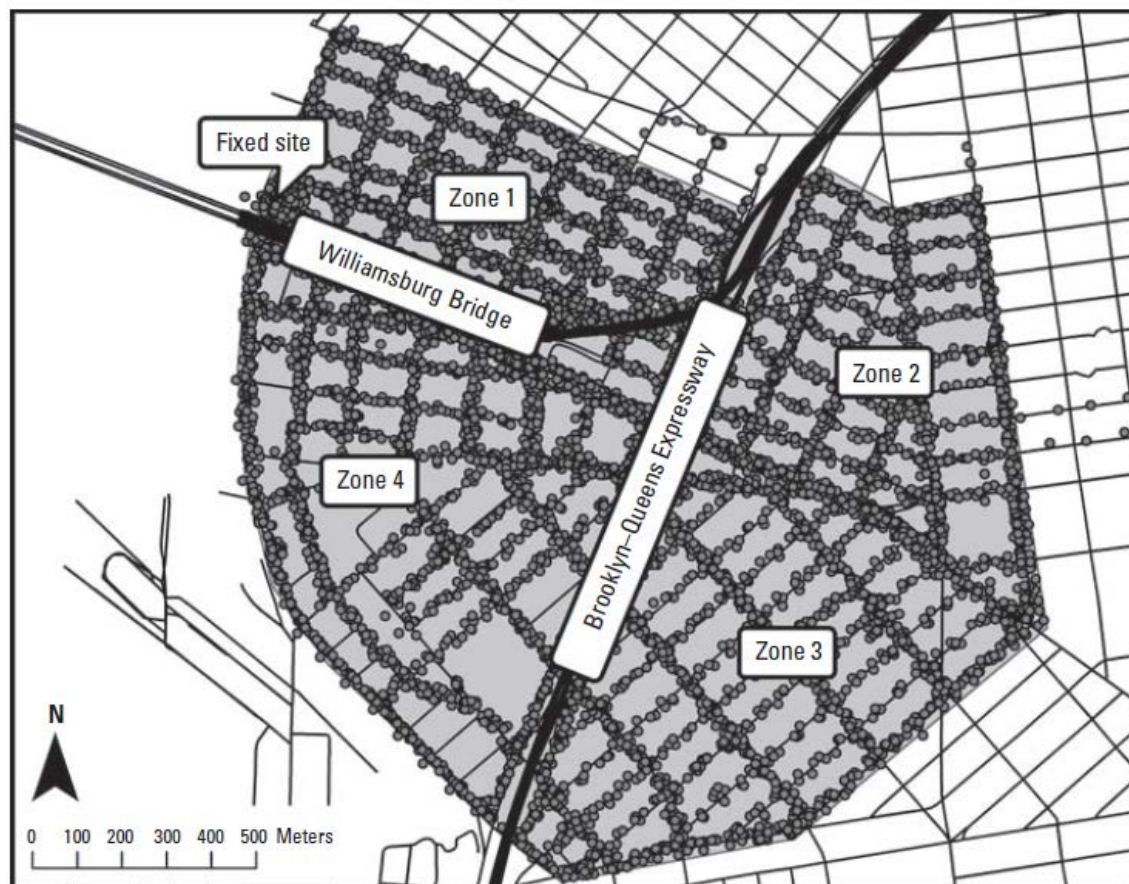 Fixed site
Zone 1
Williamsburg Bridge
Zone 2
Brooklyn–Queens Expressway
Zone 4
Zone 3
N
0 100 200 300 400 500 Meters